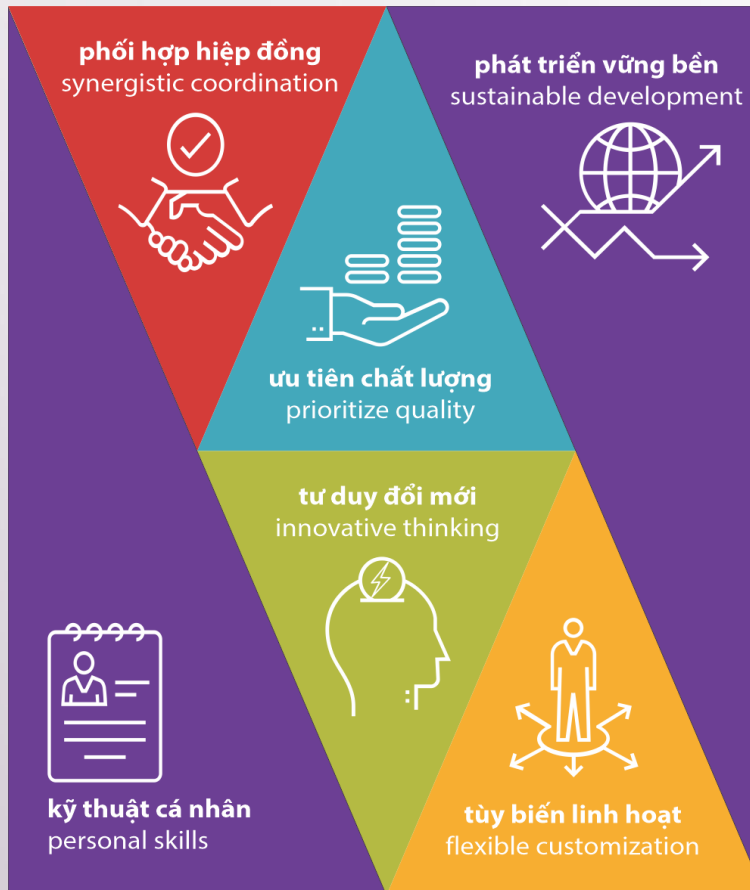 phối hợp hiệp đồng
synergistic coordination
phát triển vững bền
sustainable development
ưu tiên chất lượng
prioritize quality
tư duy đổi mới
innovative thinking
kỹ thuật cá nhân
personal skills
tùy biến linh hoạt
flexible customization